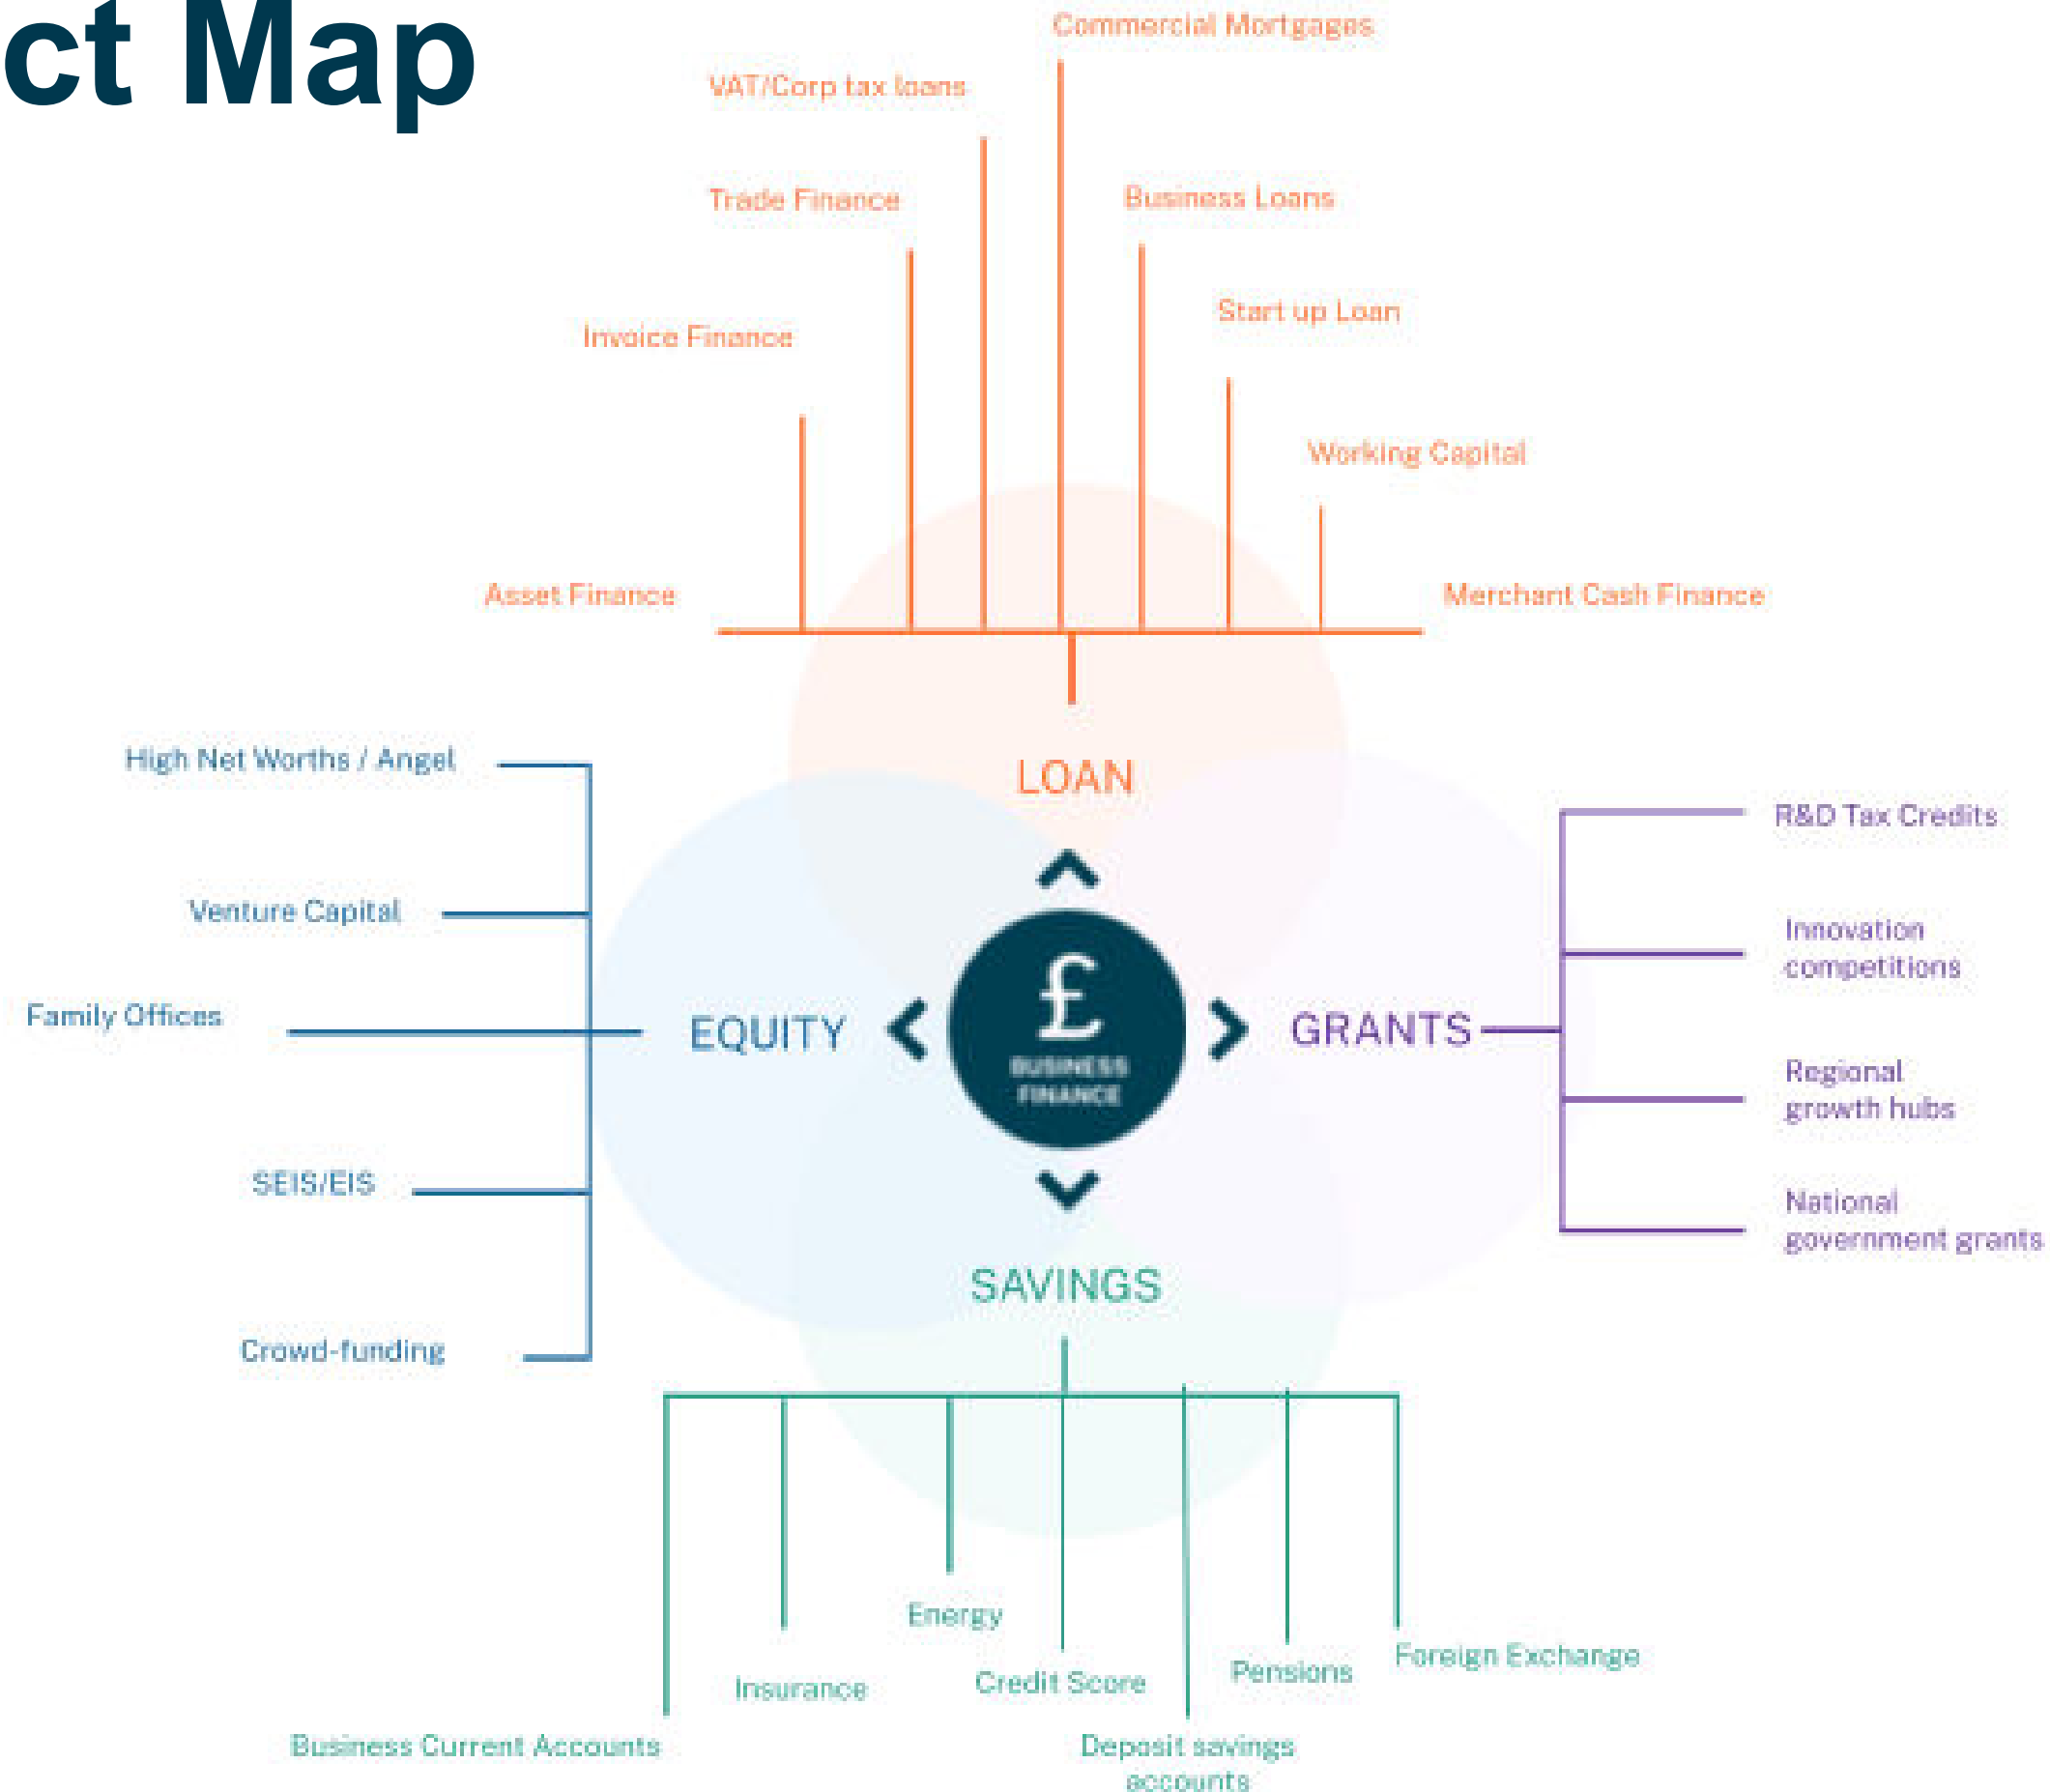 ct Map
Commercial Mortgages
VAT/Corp tax loans
Trade Finance
Business Loans
Start up Loan
Invoice Finance
Working Capital
Asset Finance
Merchant Cash Finance
LOAN
High Net Worths / Angel
Venture Capital
Family Offices
SEIS/EIS
Crowd-funding
EQUITY
£
BUSINESS
FINANCE
GRANTS
R&D Tax Credits
Innovation
competitions
Regional
growth hubs
National
government grants
SAVINGS
Energy
Insurance
Credit Score
Pensions
Foreign Exchange
Business Current Accounts
Deposit savings
accounts